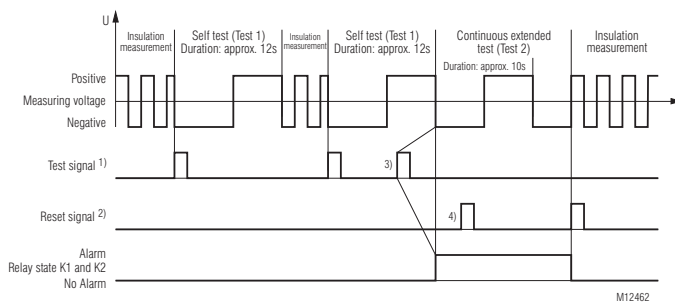 U
Insulation
measurement
Self test (Test 1)
Duration: approx. 12s
Insulation
measurement
Self test (Test 1)
Duration: approx. 12s
Continuous extended
test (Test 2)
Duration: approx. 10s
Insulation
measurement
Positive
Measuring voltage
Negative
Test signal 1)
3)
Reset signal 2)
4)
Alarm
Relay state K1 and K2
No Alarm
M12462